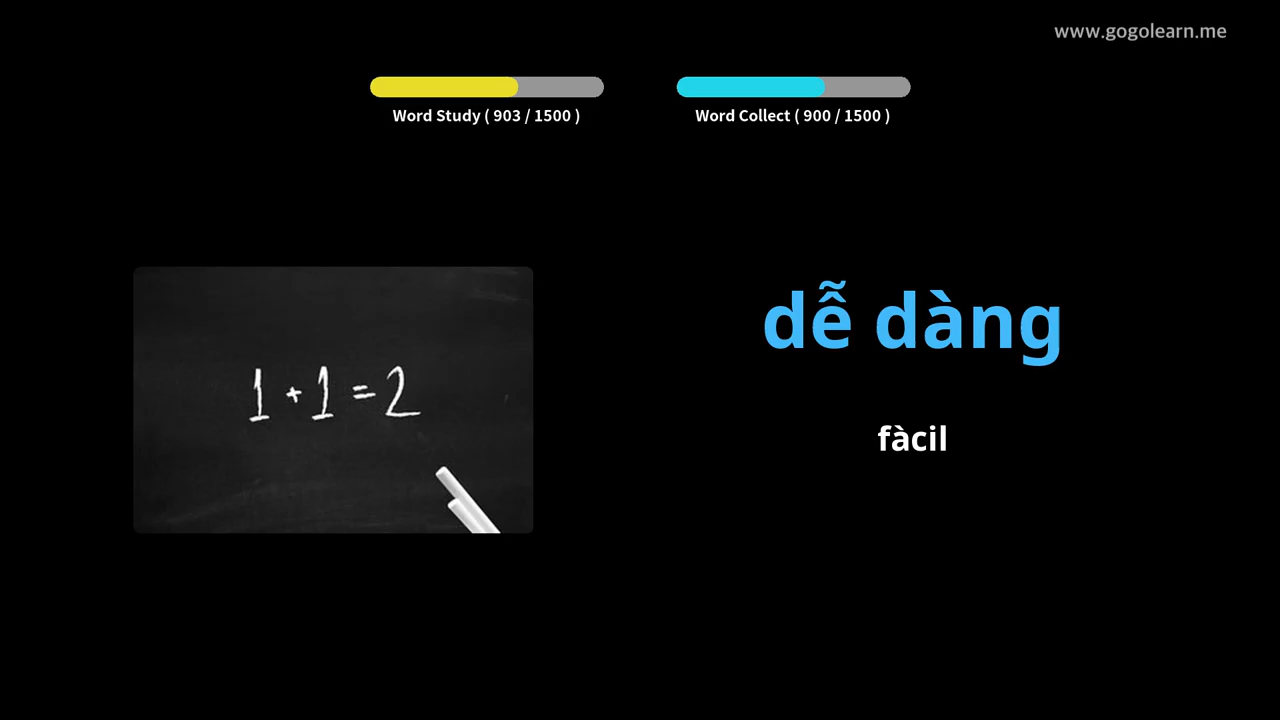 www.gogolearn.me
Word Study ( 903 / 1500 )
Word Collect ( 900 / 1500 )
1 + 1 = 2
dễ dàng
fàcil